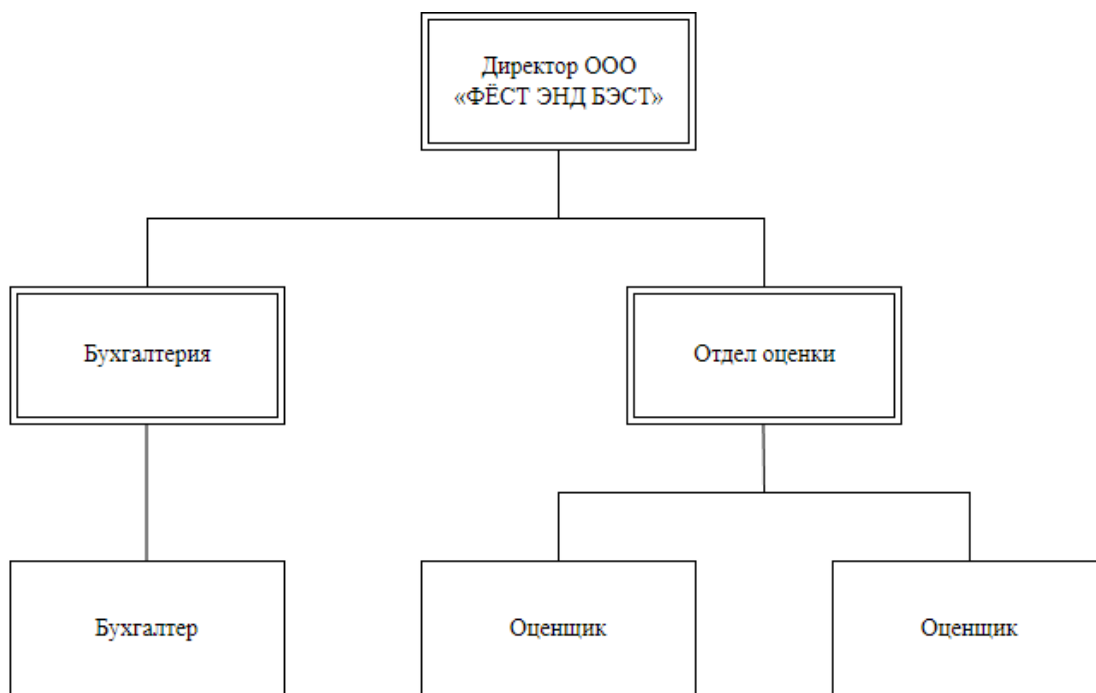 Директор ООО
«ФЁСТ ЭНД БЭСТ»
Бухгалтерия
Отдел оценки
Бухгалтер
Оценщик
Оценщик